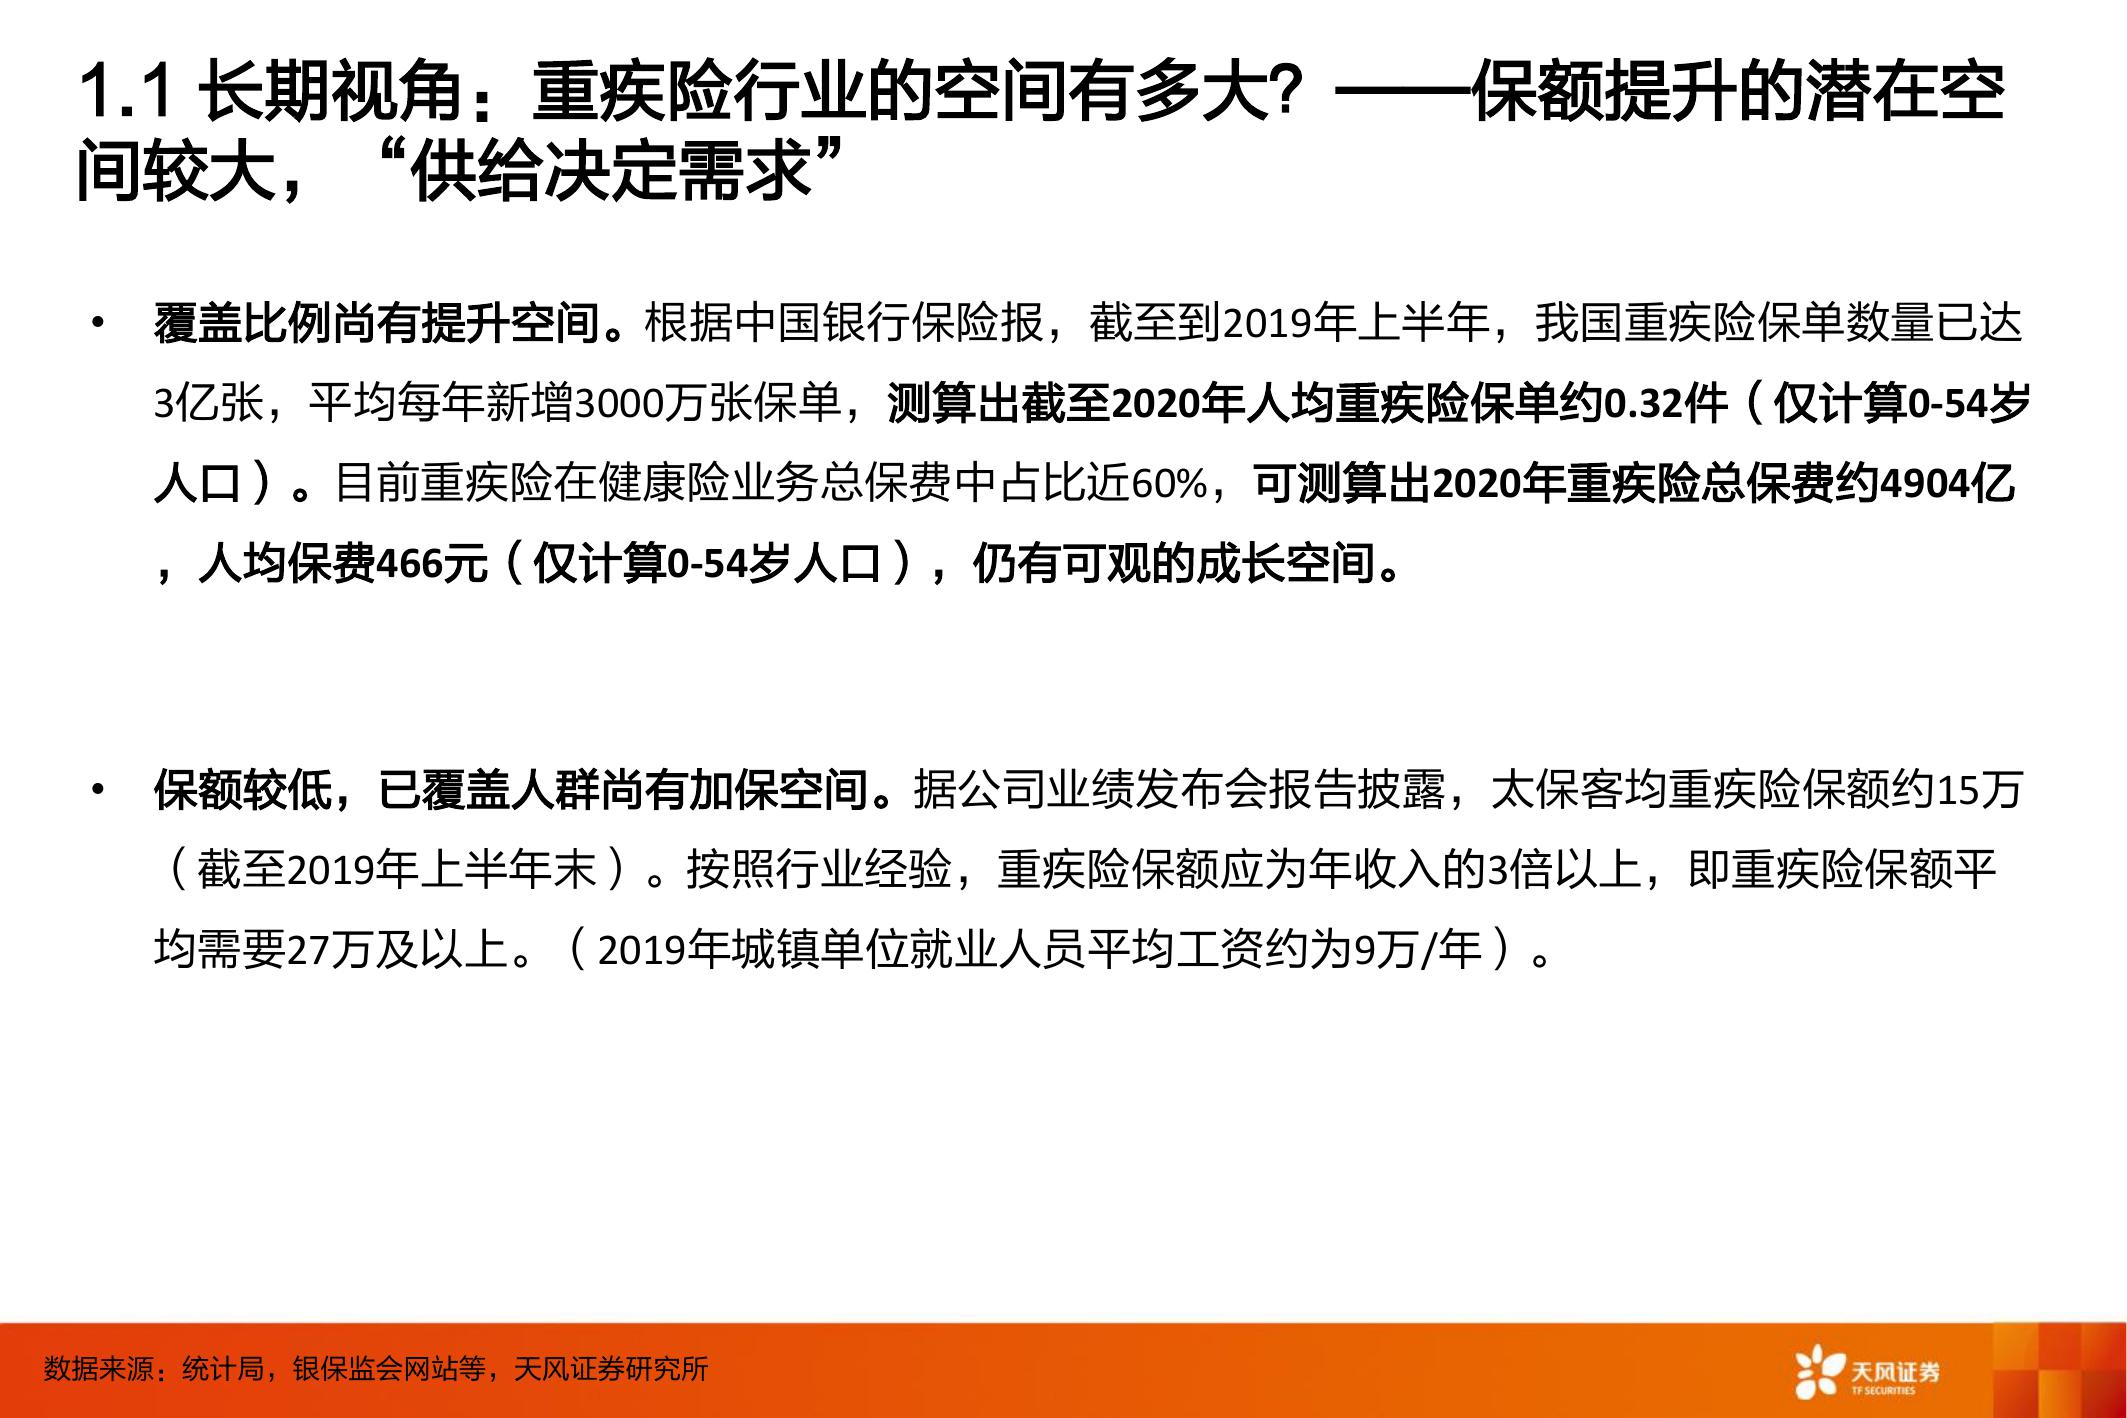 1.1 长期视角：重疾险行业的空间有多大？——保额提升的潜在空
间较大，“供给决定需求”
• 覆盖比例尚有提升空间。根据中国银行保险报，截至到2019年上半年，我国重疾险保单数量已达
3亿张，平均每年新增3000万张保单，测算出截至2020年人均重疾险保单约0.32件（仅计算0-54岁
人口）。目前重疾险在健康险业务总保费中占比近60%，可测算出2020年重疾险总保费约4904亿
，人均保费466元（仅计算0-54岁人口），仍有可观的成长空间。
• 保额较低，已覆盖人群尚有加保空间。据公司业绩发布会报告披露，太保客均重疾险保额约15万
（截至2019年上半年末）。按照行业经验，重疾险保额应为年收入的3倍以上，即重疾险保额平
均需要27万及以上。（2019年城镇单位就业人员平均工资约为9万/年）。
数据来源：统计局，银保监会网站等，天风证券研究所
天风证券
TF SECURITIES